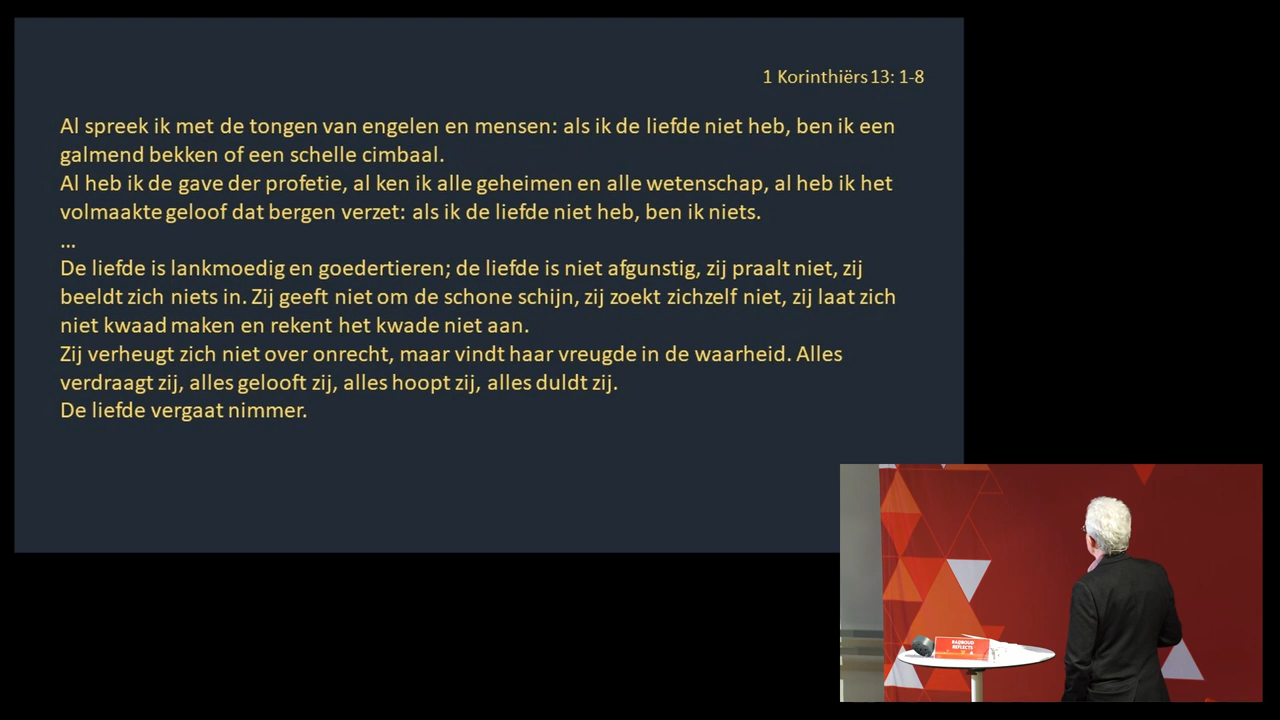 1 Korinthiërs 13: 1-8
Al spreek ik met de tongen van engelen en mensen: als ik de liefde niet heb, ben ik een
galmend bekken of een schelle cimbaal.
Al heb ik de gave der profetie, al ken ik alle geheimen en alle wetenschap, al heb ik het
volmaakte geloof dat bergen verzet: als ik de liefde niet heb, ben ik niets.
...
De liefde is lankmoedig en goedertieren; de liefde is niet afgunstig, zij praalt niet, zij
beeldt zich niets in. Zij geeft niet om de schone schijn, zij zoekt zichzelf niet, zij laat zich
niet kwaad maken en rekent het kwade niet aan.
Zij verheugt zich niet over onrecht, maar vindt haar vreugde in de waarheid. Alles
verdraagt zij, alles gelooft zij, alles hoopt zij, alles duldt zij.
De liefde vergaat nimmer.
RADBOUD
REFLECTS